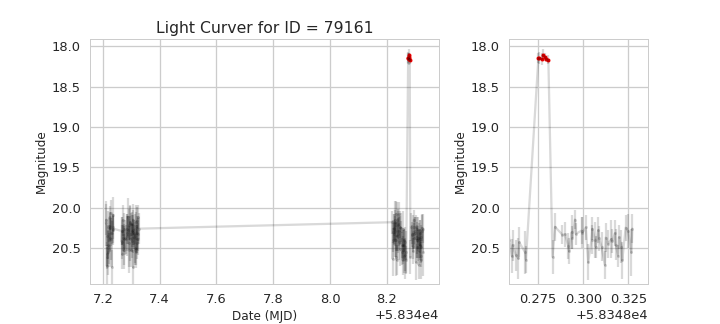 Light Curver for ID = 79161
Magnitude
18.0
18.5
19.0
19.5
20.0
20.5
7.2 7.4 7.6 7.8 8.0 8.2
Date (MJD)
+5.834e4
Magnitude
18.0
18.5
19.0
19.5
20.0
20.5
0.275 0.300 0.325
+5.8348e4